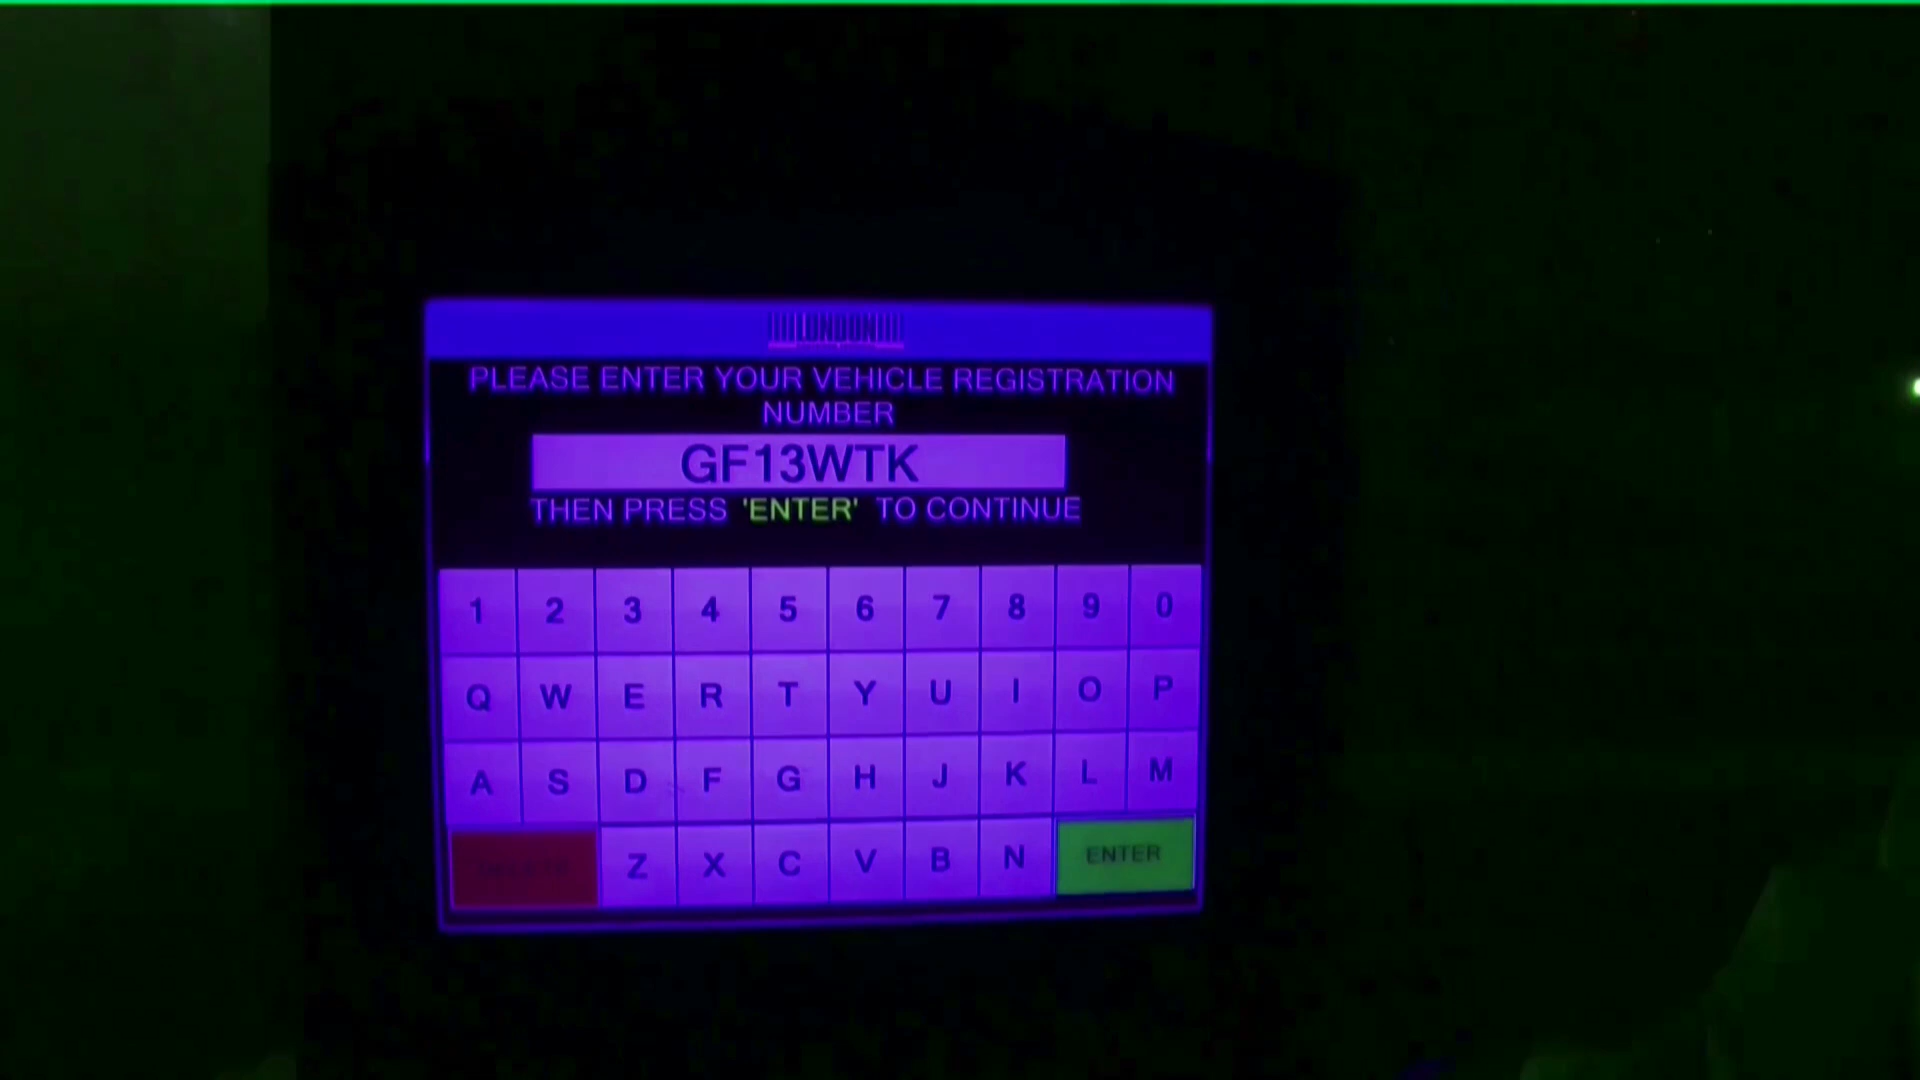 LONDON
PLEASE ENTER YOUR VEHICLE REGISTRATION
NUMBER
GF13WTK
THEN PRESS 'ENTER' TO CONTINUE
1 2 3 4 5 6 7 8 9 0
Q W E R T Y U I O P
A S D F G H J K L M
DELETE Z X C V B N ENTER